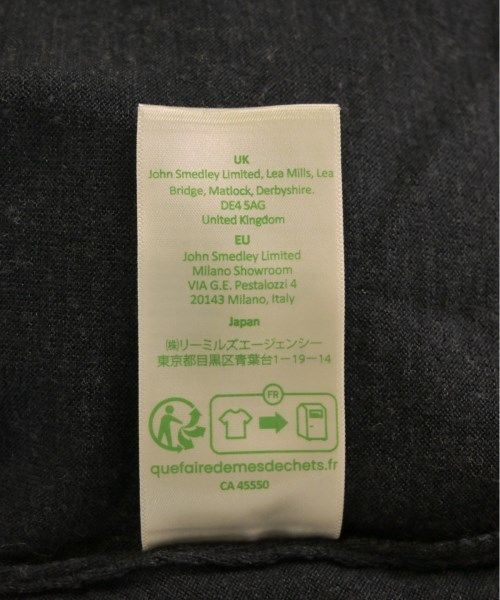 UK
John Smedley Limited, Lea Mills, Lea
Bridge, Matlock, Derbyshire.
DE4 5AG
United Kingdom
EU
John Smedley Limited
Milano Showroom
VIA G.E. Pestalozzi 4
20143 Milano, Italy
Japan
㈱リーミルズエージェンシー
東京都目黒区青葉台1-19-14
FR
quefairedemesdechets.fr
CA 45550